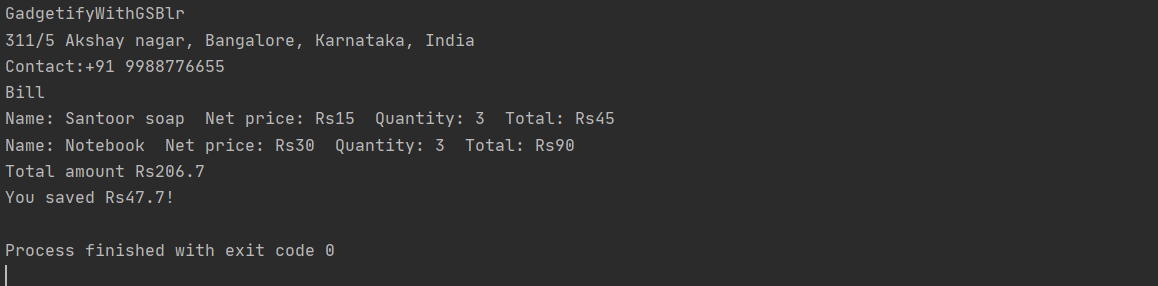 GadgetifyWithGSBlr
311/5 Akshay nagar, Bangalore, Karnataka, India
Contact:+91 9988776655
Bill
Name: Santoor soap  Net price: Rs15  Quantity: 3  Total: Rs45
Name: Notebook  Net price: Rs30  Quantity: 3  Total: Rs90
Total amount Rs206.7
You saved Rs47.7!
Process finished with exit code 0